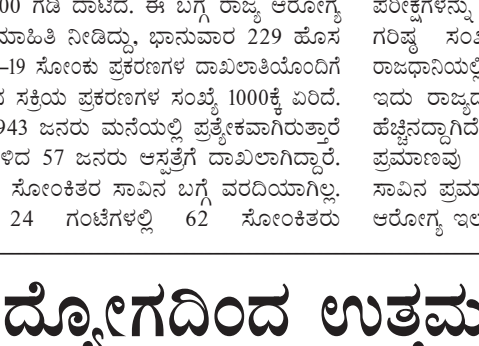 00 ಗಡಿ ದಾಟಿದೆ. ಈ ಬಗ್ಗೆ ರಾಜ್ಯ ಆರೋಗ್ಯ
ಮಾಹಿತಿ ನೀಡಿದ್ದು, ಭಾನುವಾರ 229 ಹೊಸ
–19 ಸೋಂಕು ಪ್ರಕರಣಗಳ ದಾಖಲಾತಿಯೊಂದಿಗೆ
ಸಕ್ರಿಯ ಪ್ರಕರಣಗಳ ಸಂಖ್ಯೆ 1000ಕ್ಕೆ ಏರಿದೆ.
943 ಜನರು ಮನೆಯಲ್ಲಿ ಪ್ರತ್ಯೇಕವಾಗಿರುತ್ತಾರೆ
ಳಿದ 57 ಜನರು ಆಸ್ಪತ್ರೆಗೆ ದಾಖಲಾಗಿದ್ದಾರೆ.
ಸೋಂಕಿತರ ಸಾವಿನ ಬಗ್ಗೆ ವರದಿಯಾಗಿಲ್ಲ.
24 ಗಂಟೆಗಳಲ್ಲಿ 62 ಸೋಂಕಿತರು
ಪರೀಕ್ಷೆಗಳನ್ನು
ಗರಿಷ್ಠ ಸಂ
ರಾಜಧಾನಿಯಲ್ಲಿ
ಇದು ರಾಜ್ಯದ
ಹೆಚ್ಚಿನದ್ದಾಗಿದೆ
ಪ್ರಮಾಣವು
ಸಾವಿನ ಪ್ರಮಾ
ಆರೋಗ್ಯ ಇಲ
ದ್ಯೋಗದಿಂದ ಉತ್ತಮ